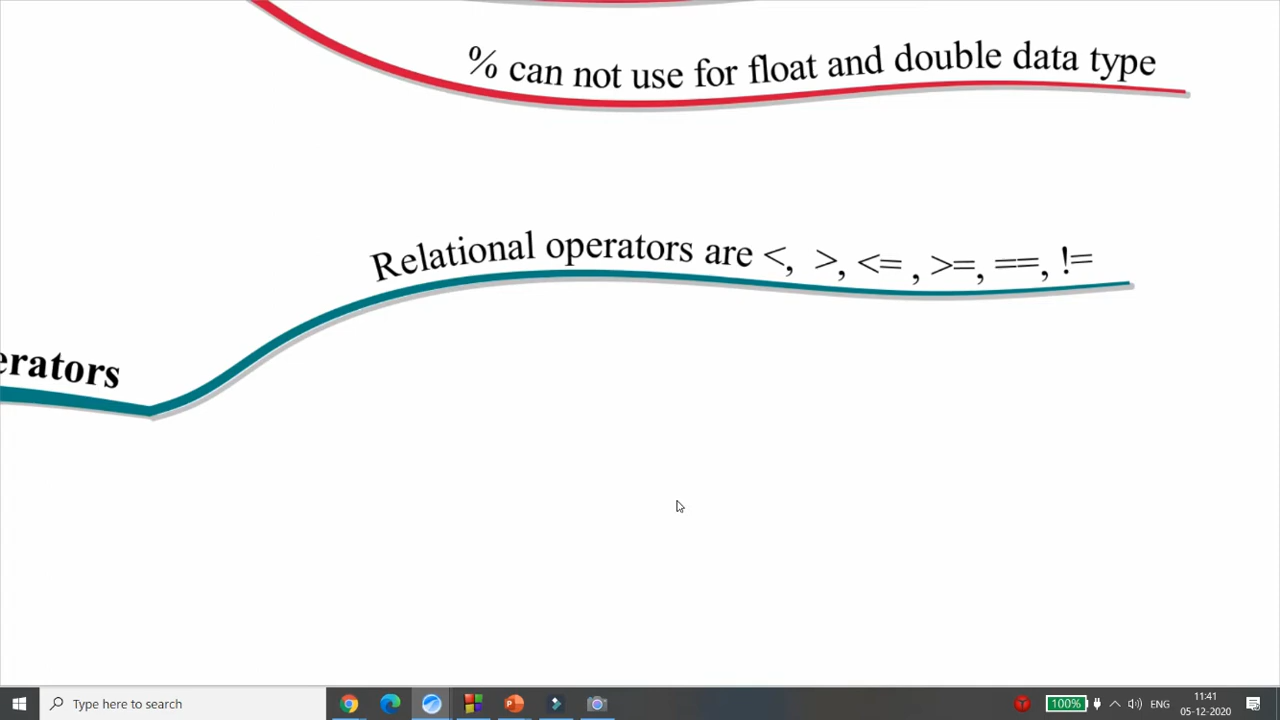 % can not use for float and double data type
Relational operators are <, >, <= , >=, ==, !=
erators
Type here to search
100%
ENG
11:41
05-12-2020